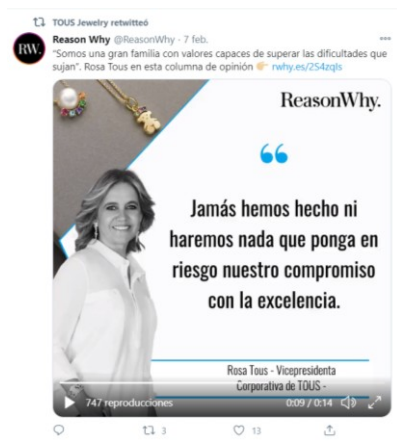 TOUS Jewelry retwitteó
Reason Why @ReasonWhy · 7 feb.
RW.
"Somos una gran familia con valores capaces de superar las dificultades que
sujan". Rosa Tous en esta columna de opinión 👉 rwhy.es/2S4zqIs
ReasonWhy.
Jamás hemos hecho ni
haremos nada que ponga en
riesgo nuestro compromiso
con la excelencia.
Rosa Tous - Vicepresidenta
Corporativa de TOUS -
747 reproducciones
0:09 / 0:14
3
13